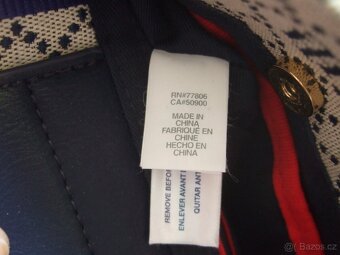 RN#77806
CA#50900
MADE IN
CHINA
FABRIQUÉ EN
CHINE
HECHO EN
CHINA
REMOVE BEFO
ENLEVER AVANT
QUITAR ANT
© Bazos.cz